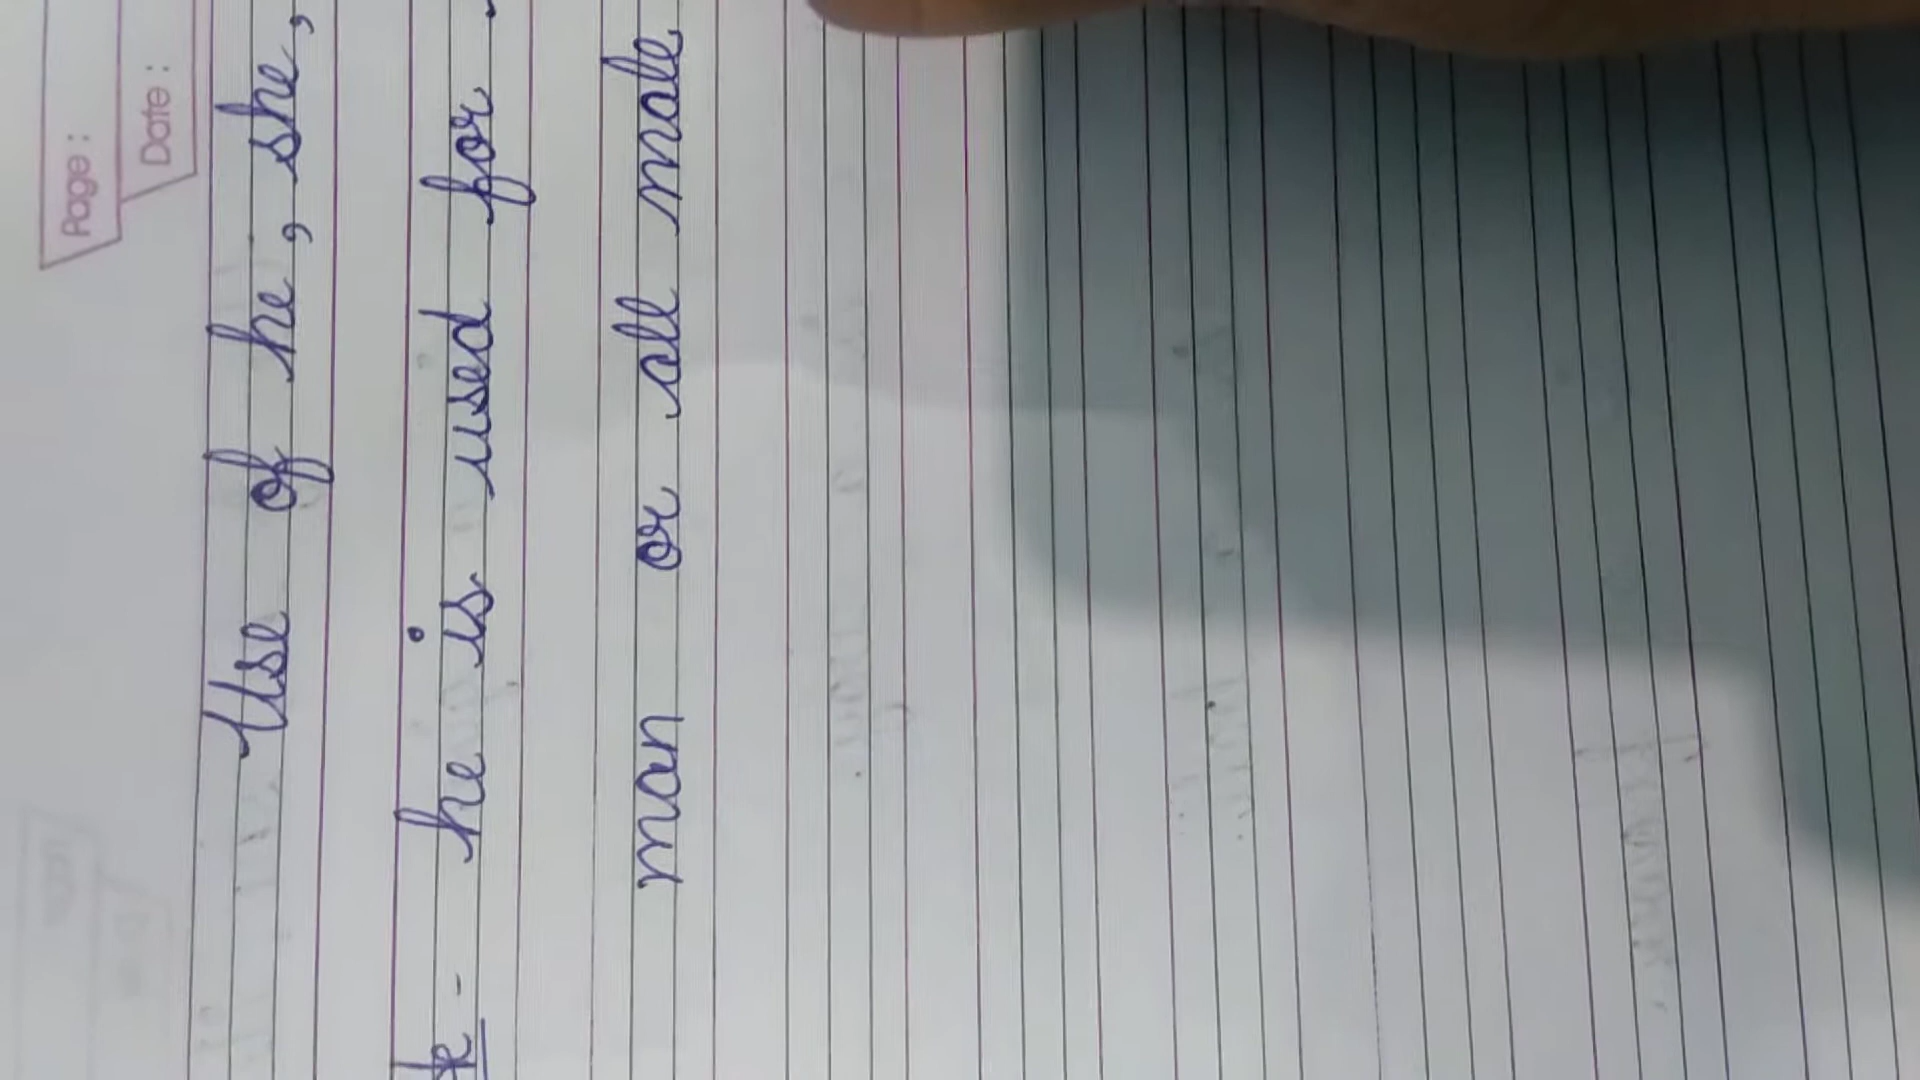 Page:
Date:
Use of he, she,
- he is used for
man or all male